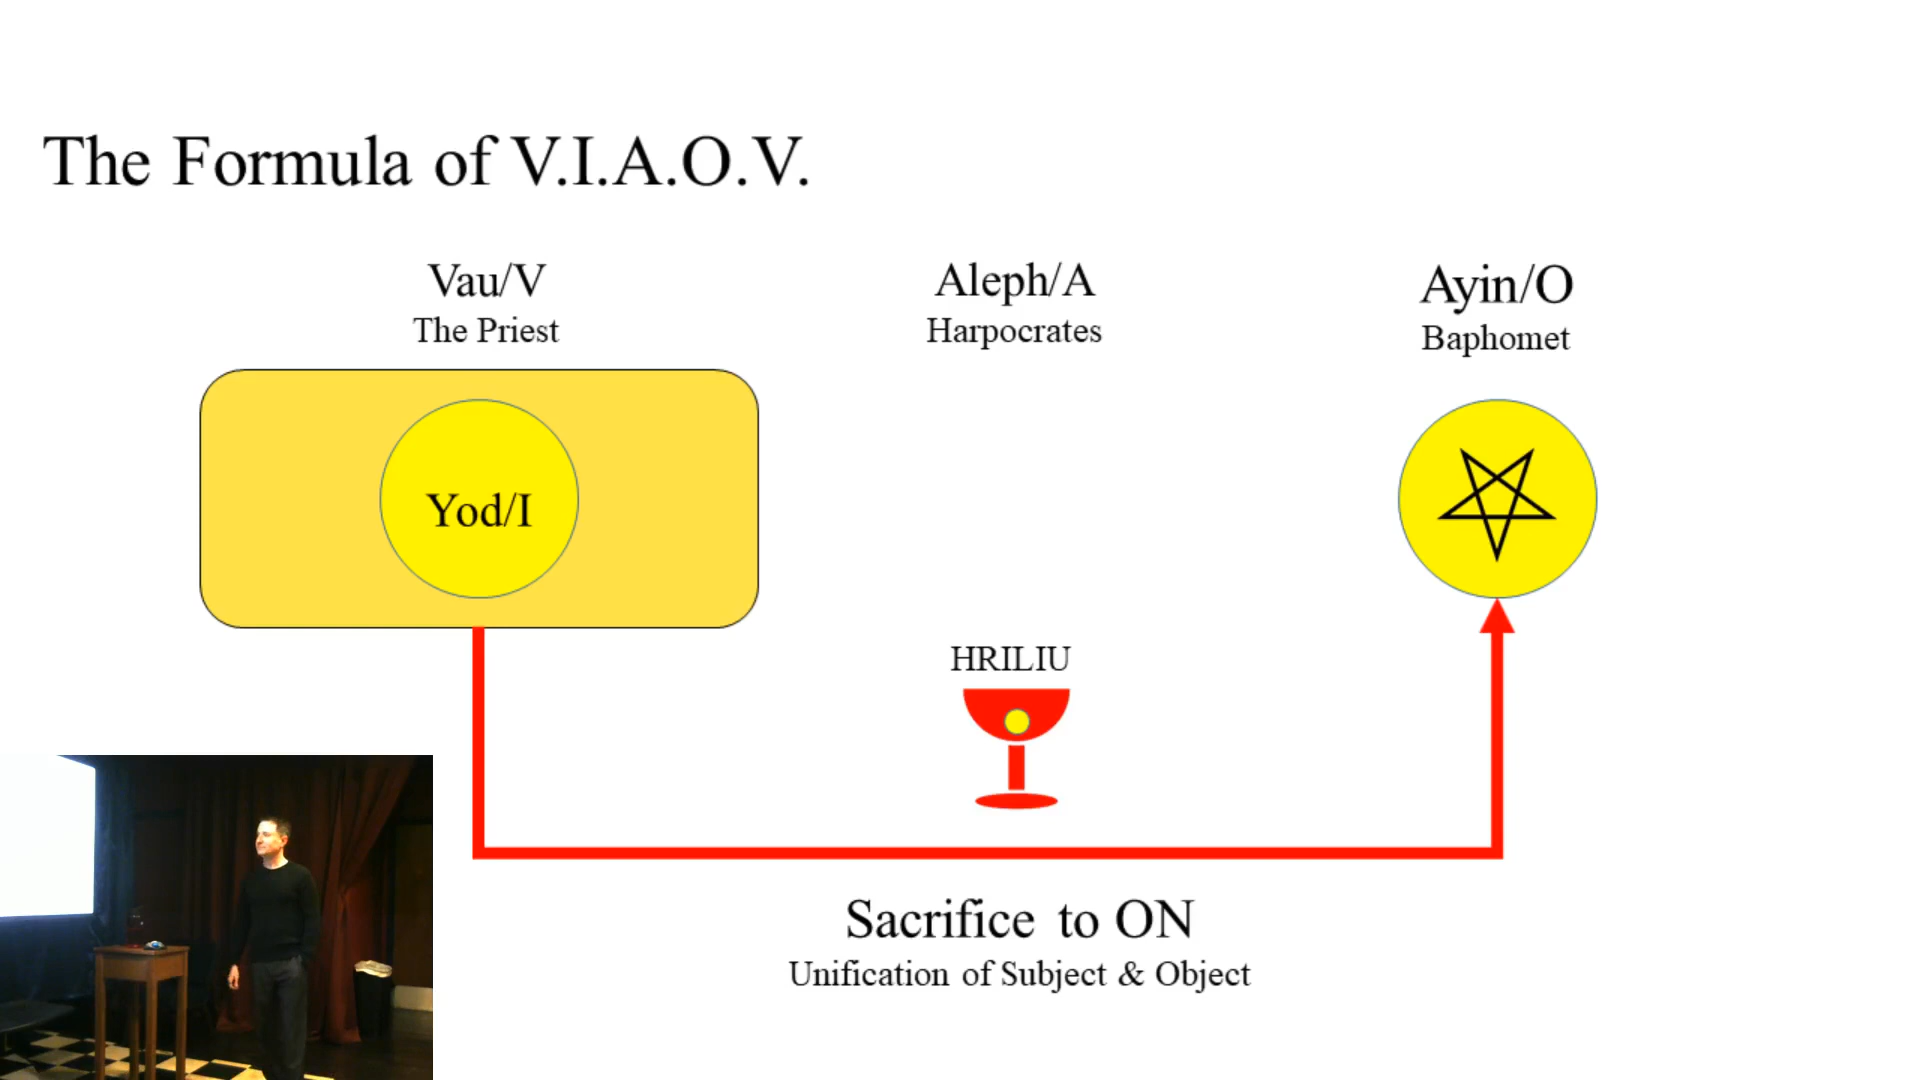 The Formula of V.I.A.O.V.
Vau/V
The Priest
Aleph/A
Harpocrates
Ayin/O
Baphomet
Yod/I
HRILIU
Sacrifice to ON
Unification of Subject & Object